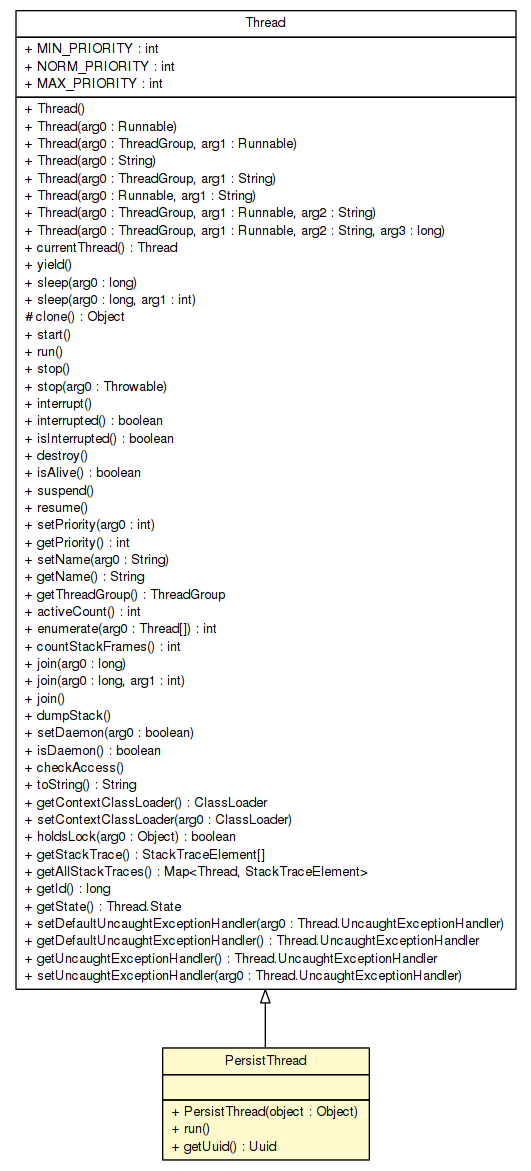 Thread
+ MIN_PRIORITY : int
+ NORM_PRIORITY : int
+ MAX_PRIORITY : int
+ Thread()
+ Thread(arg0 : Runnable)
+ Thread(arg0 : ThreadGroup, arg1 : Runnable)
+ Thread(arg0 : String)
+ Thread(arg0 : ThreadGroup, arg1 : String)
+ Thread(arg0 : Runnable, arg1 : String)
+ Thread(arg0 : ThreadGroup, arg1 : Runnable, arg2 : String)
+ Thread(arg0 : ThreadGroup, arg1 : Runnable, arg2 : String, arg3 : long)
+ currentThread() : Thread
+ yield()
+ sleep(arg0 : long)
+ sleep(arg0 : long, arg1 : int)
# clone() : Object
+ start()
+ run()
+ stop()
+ stop(arg0 : Throwable)
+ interrupt()
+ interrupted() : boolean
+ isInterrupted() : boolean
+ destroy()
+ isAlive() : boolean
+ suspend()
+ resume()
+ setPriority(arg0 : int)
+ getPriority() : int
+ setName(arg0 : String)
+ getName() : String
+ getThreadGroup() : ThreadGroup
+ activeCount() : int
+ enumerate(arg0 : Thread[]) : int
+ countStackFrames() : int
+ join(arg0 : long)
+ join(arg0 : long, arg1 : int)
+ join()
+ dumpStack()
+ setDaemon(arg0 : boolean)
+ isDaemon() : boolean
+ checkAccess()
+ toString() : String
+ getContextClassLoader() : ClassLoader
+ setContextClassLoader(arg0 : ClassLoader)
+ holdsLock(arg0 : Object) : boolean
+ getStackTrace() : StackTraceElement[]
+ getAllStackTraces() : Map<Thread, StackTraceElement>
+ getId() : long
+ getState() : Thread.State
+ setDefaultUncaughtExceptionHandler(arg0 : Thread.UncaughtExceptionHandler)
+ getDefaultUncaughtExceptionHandler() : Thread.UncaughtExceptionHandler
+ getUncaughtExceptionHandler() : Thread.UncaughtExceptionHandler
+ setUncaughtExceptionHandler(arg0 : Thread.UncaughtExceptionHandler)
PersistThread
+ PersistThread(object : Object)
+ run()
+ getUuid() : Uuid